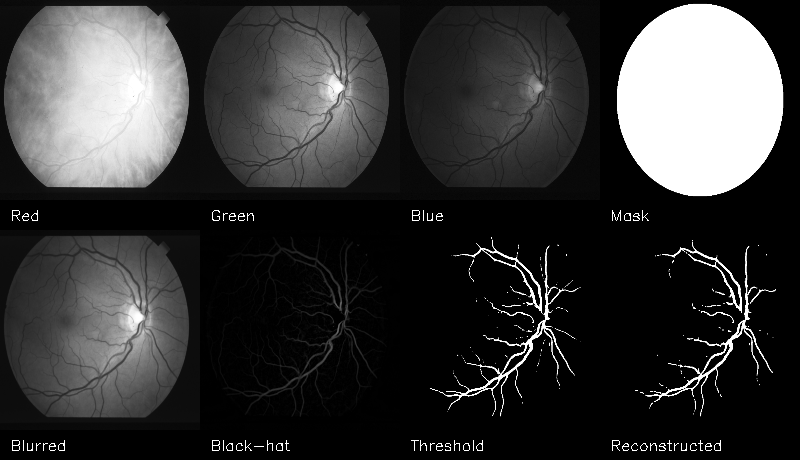 Red
Green
Blue
Mask
Blurred
Black-hat
Threshold
Reconstructed